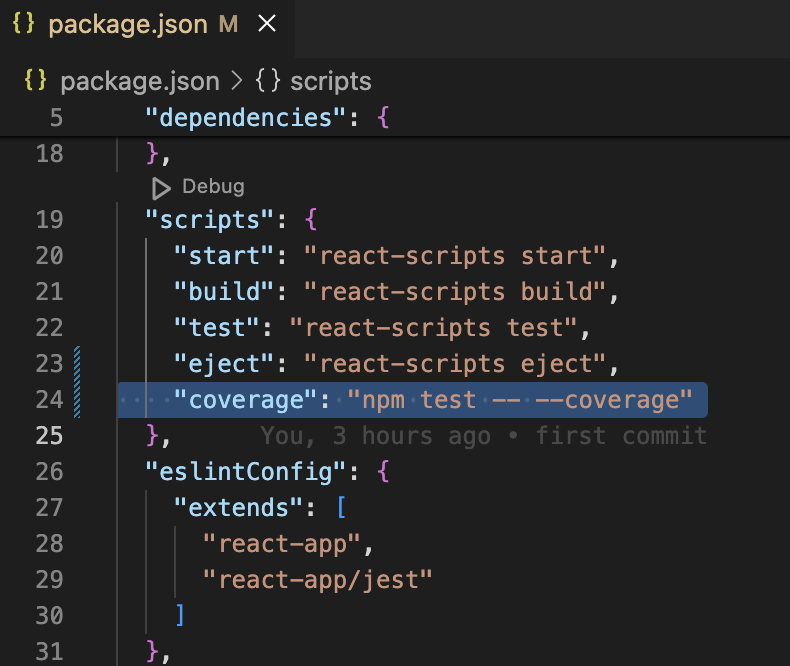 {} package.json M ×
{} package.json > {} scripts
5 "dependencies": {
18 },
Debug
19 "scripts": {
20 "start": "react-scripts start",
21 "build": "react-scripts build",
22 "test": "react-scripts test",
23 "eject": "react-scripts eject",
24 "coverage": "npm test -- --coverage"
25 }, You, 3 hours ago • first commit
26 "eslintConfig": {
27 "extends": [
28 "react-app",
29 "react-app/jest"
30 ]
31 },